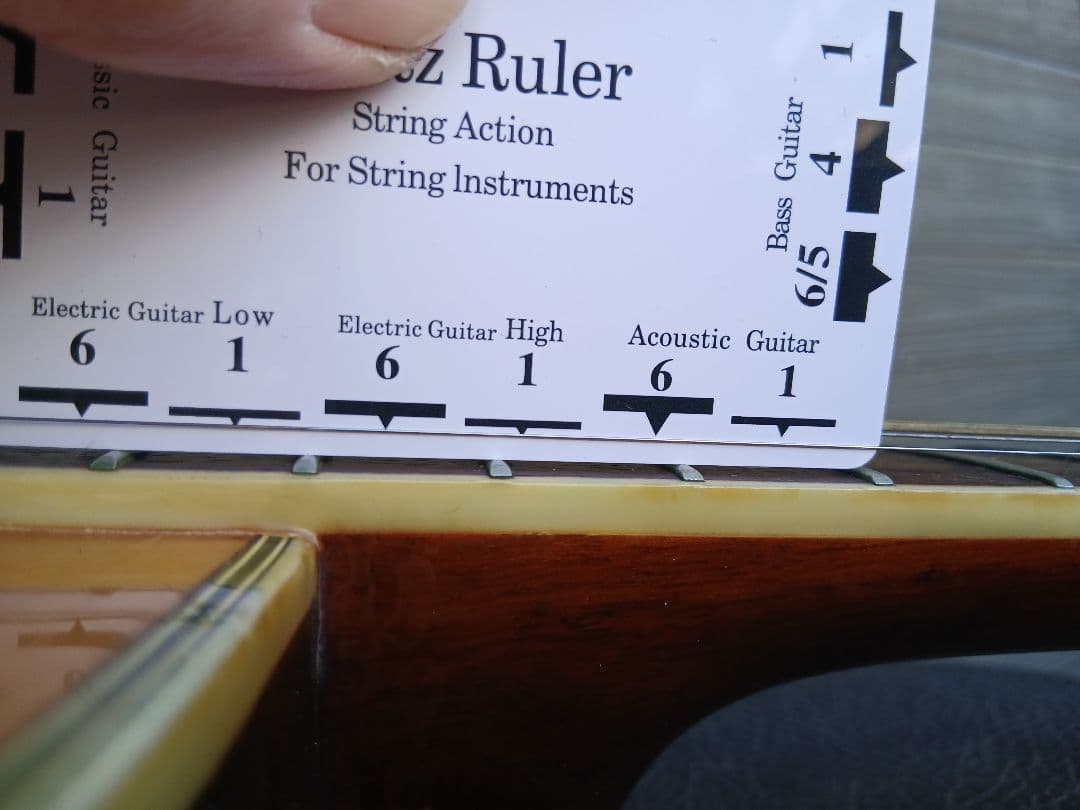 Ruler
String Action
For String Instruments
Guitar
1
Bass Guitar
1
4
6/5
Electric Guitar Low
6 1
Electric Guitar High
6 1
Acoustic Guitar
6 1